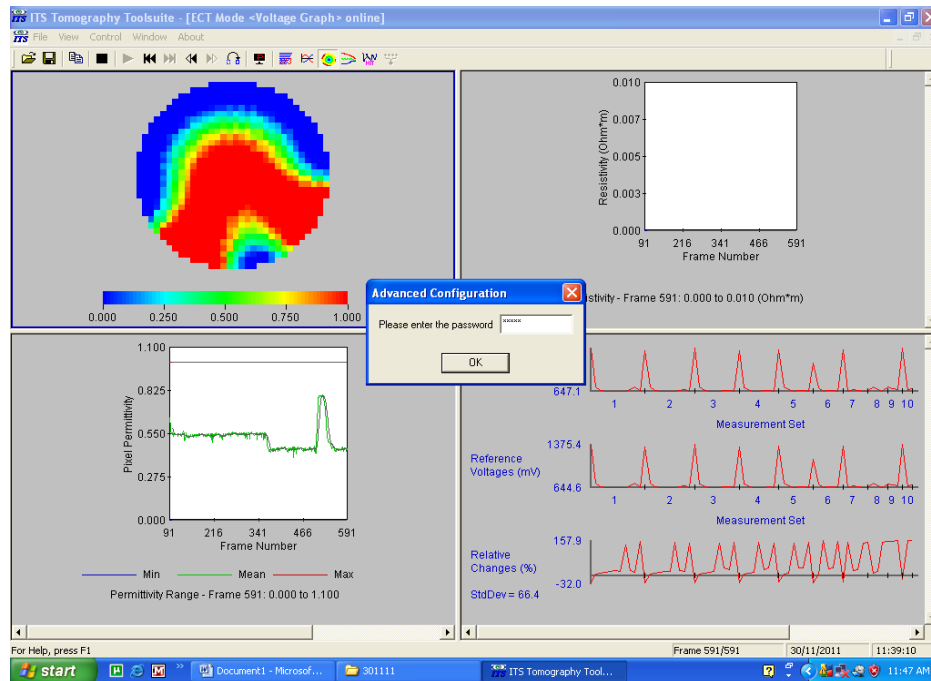 ITS Tomography Toolsuite - [ECT Mode <Voltage Graph> online]
File View Control Window About
0.000 0.250 0.500 0.750 1.000
0.010
0.007
0.005
0.003
0.000
Resistivity (Ohm*m)
91 216 341 466 591
Frame Number
stivity - Frame 591: 0.000 to 0.010 (Ohm*m)
Advanced Configuration
Please enter the password
xxxxx
OK
1.100
0.825
0.550
0.275
0.000
Pixel Permittivity
91 216 341 466 591
Frame Number
Min Mean Max
Permittivity Range - Frame 591: 0.000 to 1.100
647.1
1 2 3 4 5 6 7 8 9 10
Measurement Set
1375.4
Reference
Voltages (mV)
644.6
1 2 3 4 5 6 7 8 9 10
Measurement Set
157.9
Relative
Changes (%)
-32.0
StdDev = 66.4
For Help, press F1
Frame 591/591 30/11/2011 11:39:10
start
Document1 - Microsof...
301111
ITS Tomography Tool...
11:47 AM